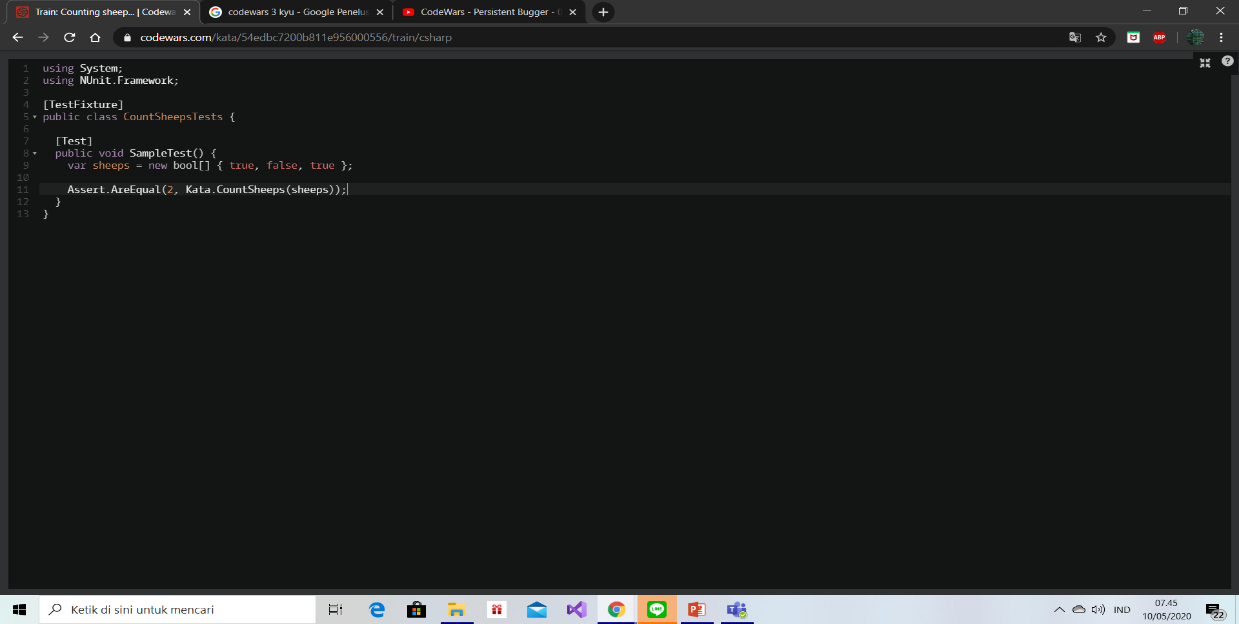 Train: Counting sheep... | Codewa
codewars 3 kyu - Google Penelus
CodeWars - Persistent Bugger - C
codewars.com/kata/54edbc7200b811e956000556/train/csharp
ABP
1 using System;
2 using NUnit.Framework;
3
4 [TestFixture]
5 public class CountSheepsTests {
6
7 [Test]
8 public void SampleTest() {
9 var sheeps = new bool[] { true, false, true };
10
11 Assert.AreEqual(2, Kata.CountSheeps(sheeps));
12 }
13 }
Ketik di sini untuk mencari
LINE
IND
07.45
10/05/2020
22